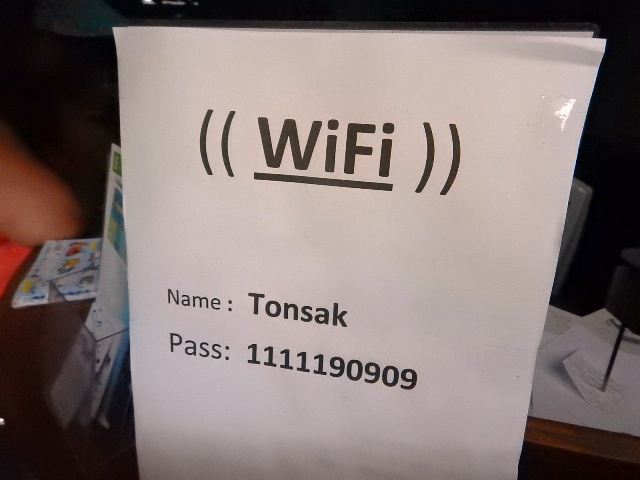 (( WiFi ))
Name : Tonsak
Pass: 1111190909